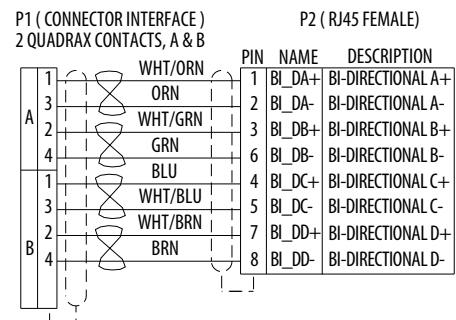 P1 ( CONNECTOR INTERFACE ) P2 ( RJ45 FEMALE)
2 QUADRAX CONTACTS, A & B
PIN NAME DESCRIPTION
A 1 WHT/ORN 1 BI_DA+ BI-DIRECTIONAL A+
3 ORN 2 BI_DA- BI-DIRECTIONAL A-
2 WHT/GRN 3 BI_DB+ BI-DIRECTIONAL B+
4 GRN 6 BI_DB- BI-DIRECTIONAL B-
B 1 BLU 4 BI_DC+ BI-DIRECTIONAL C+
3 WHT/BLU 5 BI_DC- BI-DIRECTIONAL C-
2 WHT/BRN 7 BI_DD+ BI-DIRECTIONAL D+
4 BRN 8 BI_DD- BI-DIRECTIONAL D-